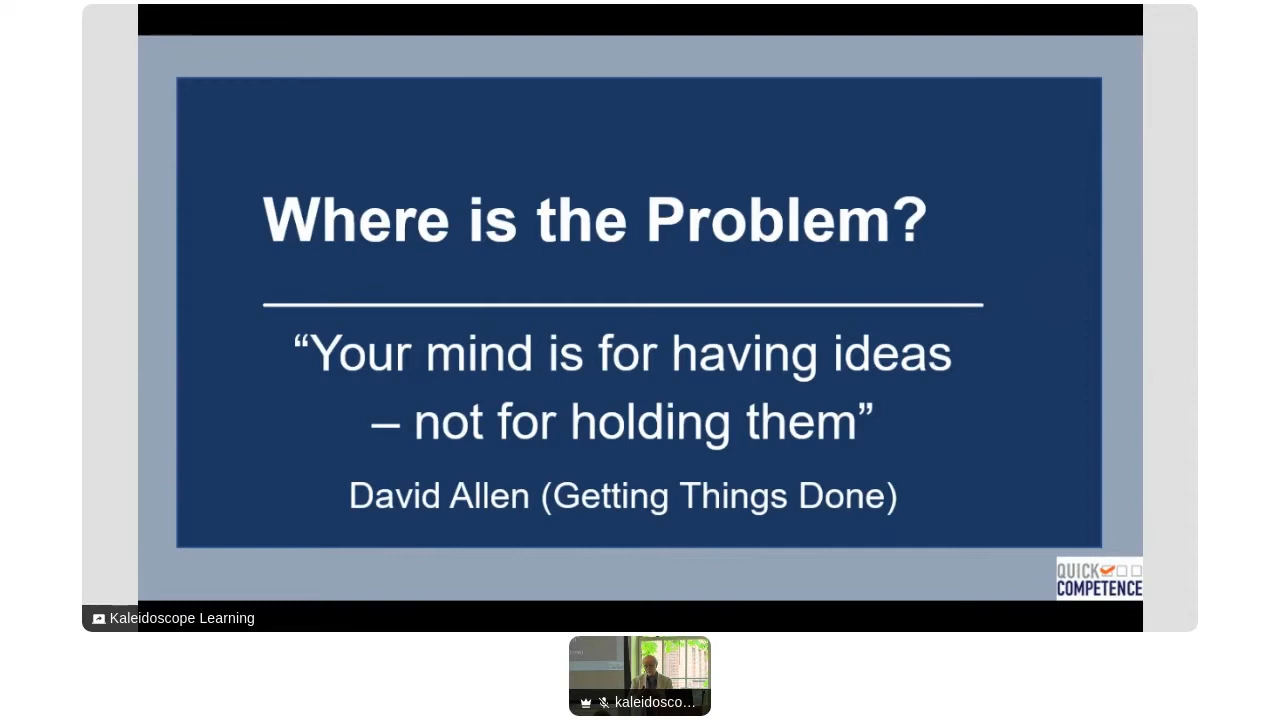 Where is the Problem?
“Your mind is for having ideas
– not for holding them”
David Allen (Getting Things Done)
QUICK
COMPETENCE
Kaleidoscope Learning
kaleidosco…